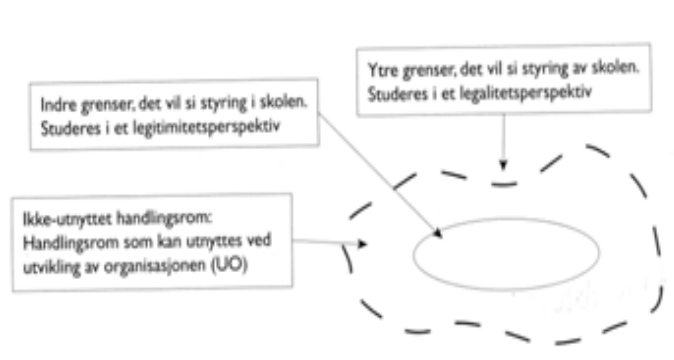 Ytre grenser, det vil si styring av skolen.
Studeres i et legalitetsperspektiv
Indre grenser, det vil si styring i skolen.
Studeres i et legitimitetsperspektiv
Ikke-utnyttet handlingsrom:
Handlingsrom som kan utnyttes ved
utvikling av organisasjonen (UO)